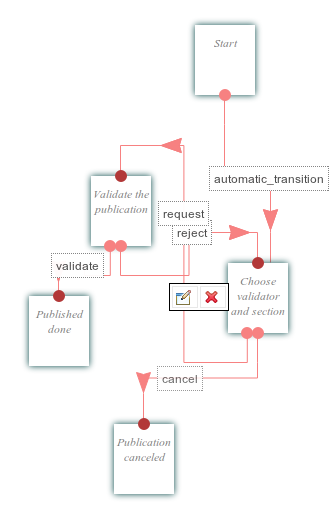 Start
automatic_transition
Validate the
publication
request
reject
validate
Choose
validator
and section
Published
done
cancel
Publication
canceled